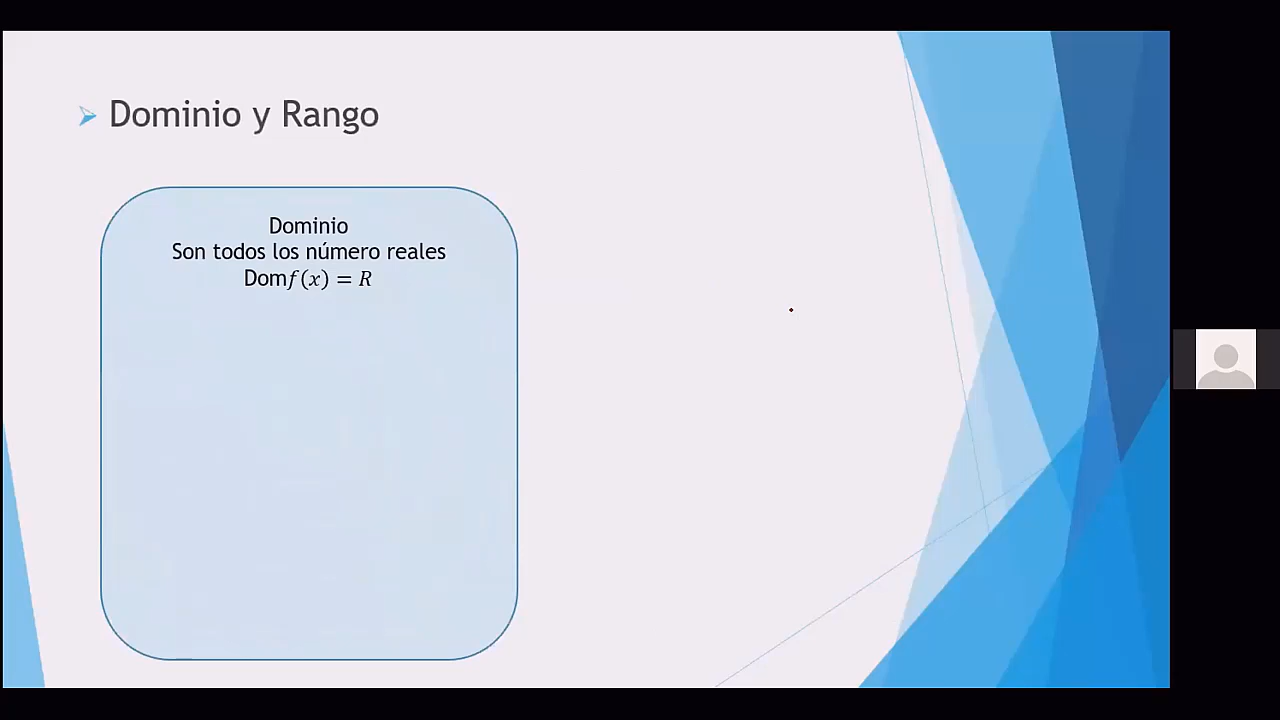 Dominio y Rango
Dominio
Son todos los número reales
Domf(x) = R